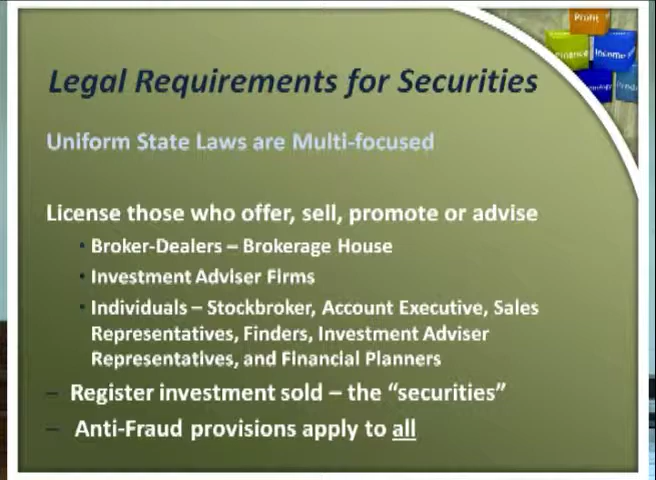 Profit
Finance
Income
Legal Requirements for Securities
Uniform State Laws are Multi-focused
License those who offer, sell, promote or advise
• Broker-Dealers – Brokerage House
• Investment Adviser Firms
• Individuals – Stockbroker, Account Executive, Sales
Representatives, Finders, Investment Adviser
Representatives, and Financial Planners
– Register investment sold – the “securities”
– Anti-Fraud provisions apply to all